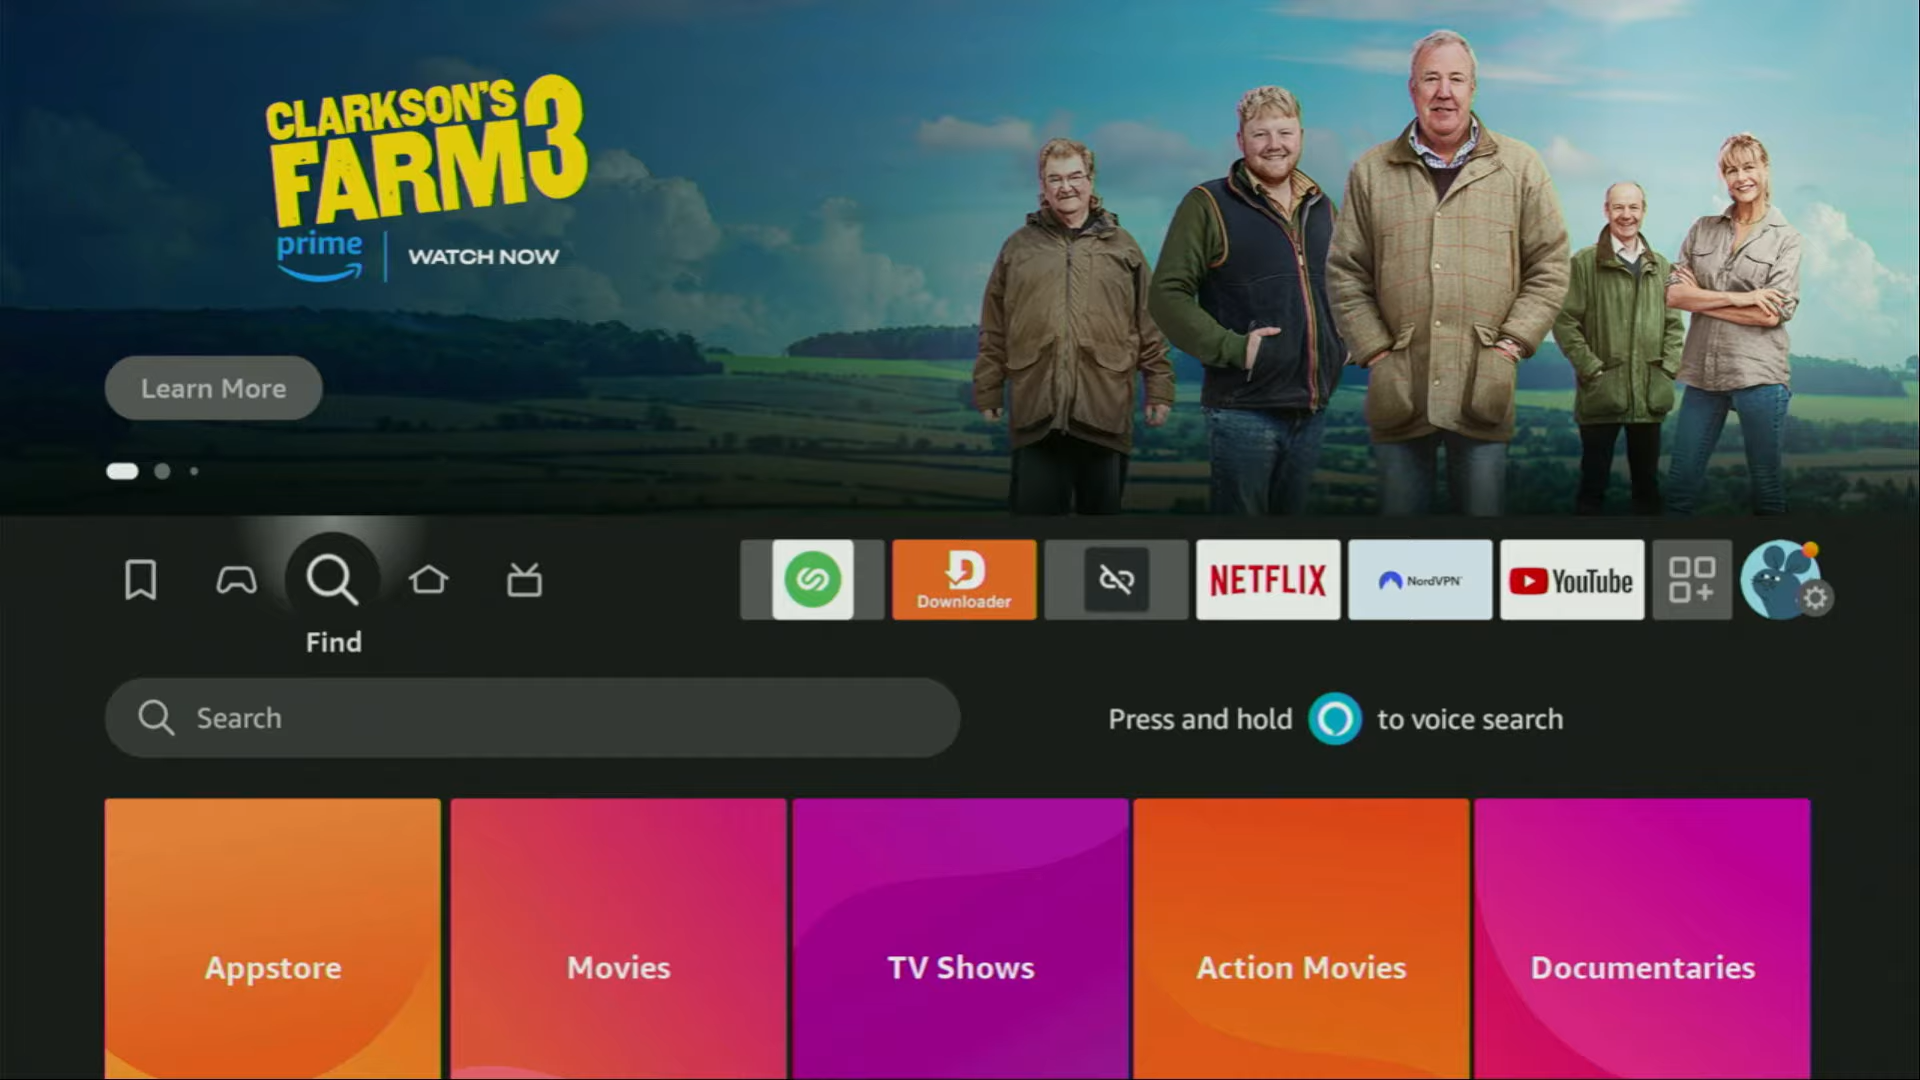 CLARKSON'S
FARM3
prime
WATCH NOW
Learn More
Downloader
NETFLIX
NordVPN
YouTube
Find
Search
Press and hold to voice search
Appstore
Movies
TV Shows
Action Movies
Documentaries